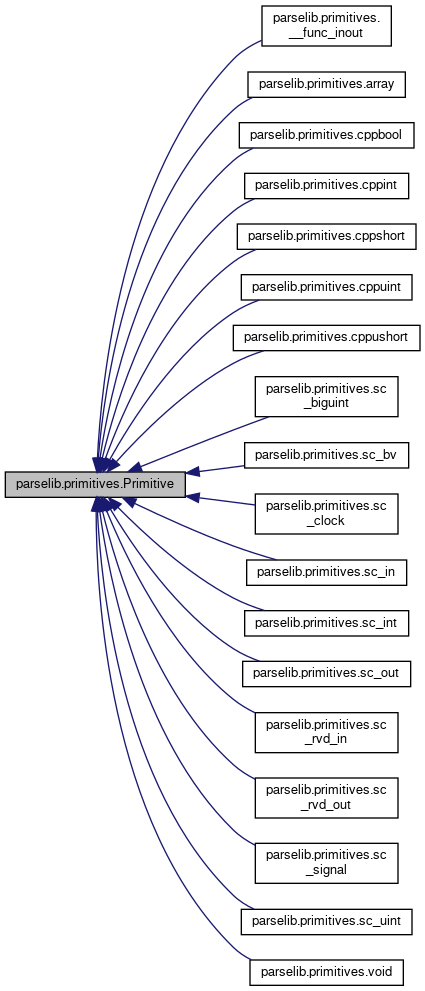 parselib.primitives.
__func_inout
parselib.primitives.array
parselib.primitives.cppbool
parselib.primitives.cppint
parselib.primitives.cppshort
parselib.primitives.cppuint
parselib.primitives.cppushort
parselib.primitives.sc
_biguint
parselib.primitives.sc_bv
parselib.primitives.Primitive
parselib.primitives.sc
_clock
parselib.primitives.sc_in
parselib.primitives.sc_int
parselib.primitives.sc_out
parselib.primitives.sc
_rvd_in
parselib.primitives.sc
_rvd_out
parselib.primitives.sc
_signal
parselib.primitives.sc_uint
parselib.primitives.void